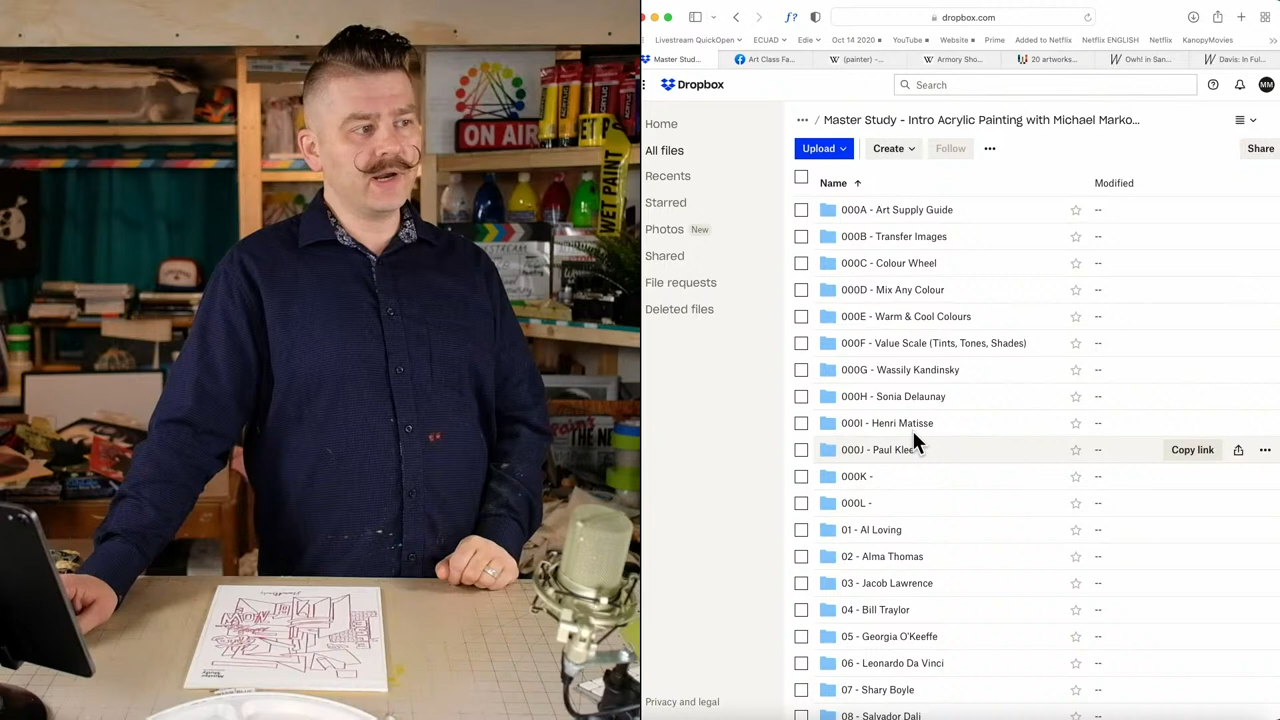 ON AIR
ACRYLIC
WET PAINT
LIVESTREAM
THE NE
NOW
dropbox.com
Livestream QuickOpen
ECUAD
Edie
Oct 14 2020
YouTube
Website
Prime
Added to Netflix
Netflix ENGLISH
Netflix
KanopyMovies
Master Stud...
Art Class Fa...
(painter) -...
Armory Sho...
20 artworks...
Ow!! in San...
Davis: In Ful...
Dropbox
Search
MM
Home
All files
Recents
Starred
Photos New
Shared
File requests
Deleted files
Privacy and legal
... / Master Study - Intro Acrylic Painting with Michael Marko...
Upload
Create
Follow
Share
Name
Modified
000A - Art Supply Guide --
000B - Transfer Images --
000C - Colour Wheel --
000D - Mix Any Colour --
000E - Warm & Cool Colours --
000F - Value Scale (Tints, Tones, Shades) --
000G - Wassily Kandinsky --
000H - Sonia Delaunay --
000I - Henri Matisse --
000J - Paul Klee -- Copy link
000K - --
000L - --
01 - Al Loving --
02 - Alma Thomas --
03 - Jacob Lawrence --
04 - Bill Traylor --
05 - Georgia O'Keeffe --
06 - Leonardo Da Vinci --
07 - Shary Boyle --
08 - Salvador Dali --